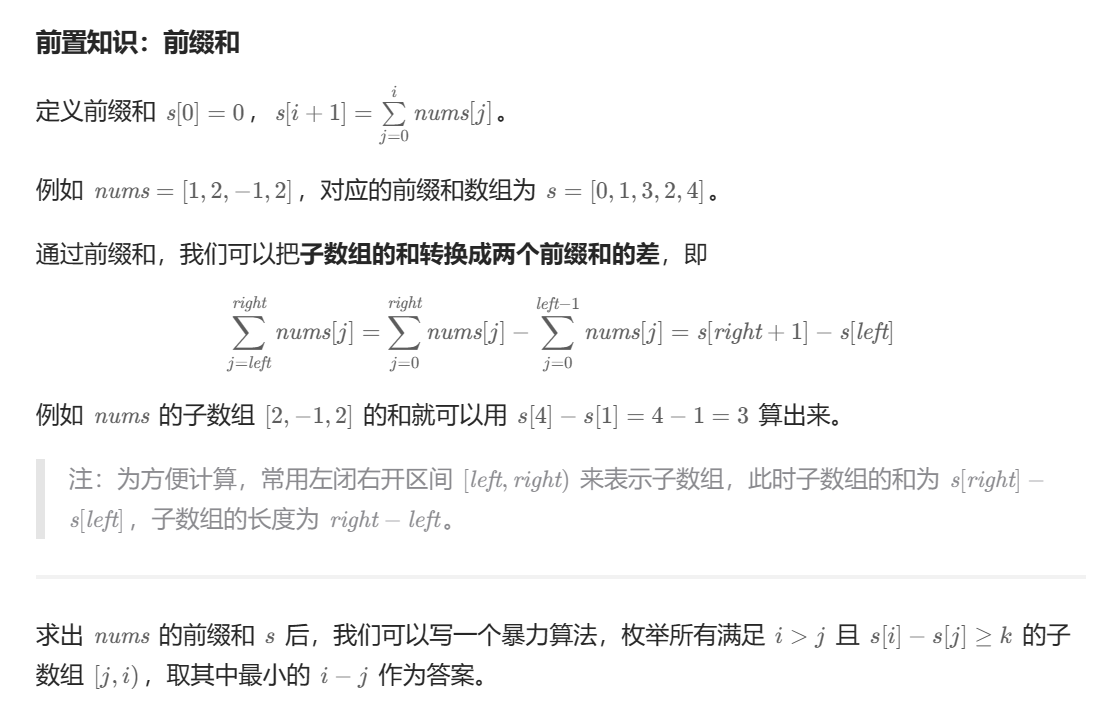 前置知识：前缀和
定义前缀和 s[0] = 0，s[i + 1] = \sum_{j=0}^{i} nums[j]。
例如 nums = [1, 2, −1, 2]，对应的前缀和数组为 s = [0, 1, 3, 2, 4]。
通过前缀和，我们可以把子数组的和转换成两个前缀和的差，即
\sum_{j=left}^{right} nums[j] = \sum_{j=0}^{right} nums[j] − \sum_{j=0}^{left−1} nums[j] = s[right + 1] − s[left]
例如 nums 的子数组 [2, −1, 2] 的和就可以用 s[4] − s[1] = 4 − 1 = 3 算出来。
注：为方便计算，常用左闭右开区间 [left, right) 来表示子数组，此时子数组的和为 s[right] −
s[left]，子数组的长度为 right − left。
求出 nums 的前缀和 s 后，我们可以写一个暴力算法，枚举所有满足 i > j 且 s[i] − s[j] ≥ k 的子
数组 [j, i)，取其中最小的 i − j 作为答案。